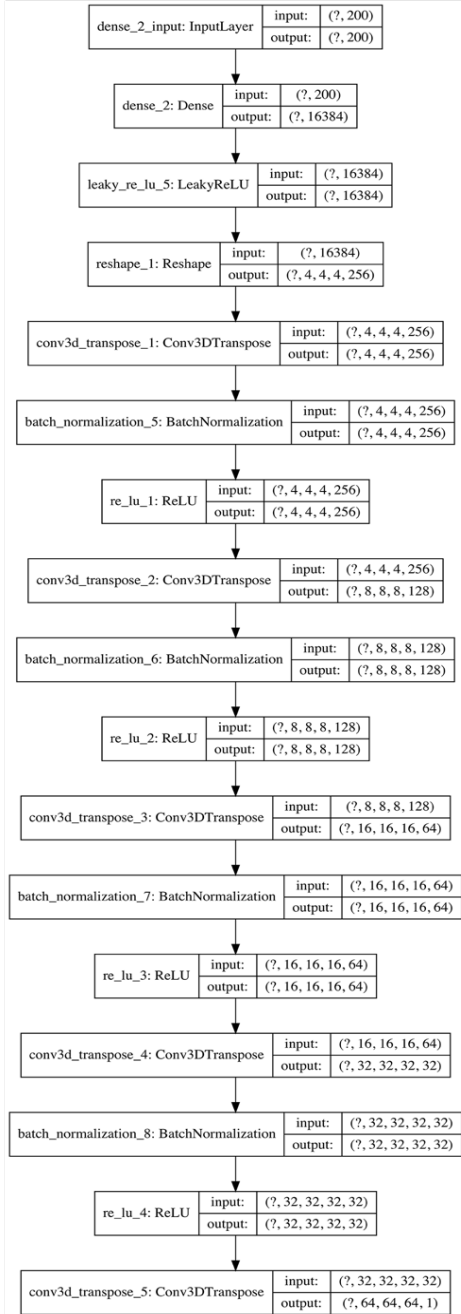 dense_2_input: InputLayer
input: (?, 200)
output: (?, 200)
dense_2: Dense
input: (?, 200)
output: (?, 16384)
leaky_re_lu_5: LeakyReLU
input: (?, 16384)
output: (?, 16384)
reshape_1: Reshape
input: (?, 16384)
output: (?, 4, 4, 4, 256)
conv3d_transpose_1: Conv3DTranspose
input: (?, 4, 4, 4, 256)
output: (?, 4, 4, 4, 256)
batch_normalization_5: BatchNormalization
input: (?, 4, 4, 4, 256)
output: (?, 4, 4, 4, 256)
re_lu_1: ReLU
input: (?, 4, 4, 4, 256)
output: (?, 4, 4, 4, 256)
conv3d_transpose_2: Conv3DTranspose
input: (?, 4, 4, 4, 256)
output: (?, 8, 8, 8, 128)
batch_normalization_6: BatchNormalization
input: (?, 8, 8, 8, 128)
output: (?, 8, 8, 8, 128)
re_lu_2: ReLU
input: (?, 8, 8, 8, 128)
output: (?, 8, 8, 8, 128)
conv3d_transpose_3: Conv3DTranspose
input: (?, 8, 8, 8, 128)
output: (?, 16, 16, 16, 64)
batch_normalization_7: BatchNormalization
input: (?, 16, 16, 16, 64)
output: (?, 16, 16, 16, 64)
re_lu_3: ReLU
input: (?, 16, 16, 16, 64)
output: (?, 16, 16, 16, 64)
conv3d_transpose_4: Conv3DTranspose
input: (?, 16, 16, 16, 64)
output: (?, 32, 32, 32, 32)
batch_normalization_8: BatchNormalization
input: (?, 32, 32, 32, 32)
output: (?, 32, 32, 32, 32)
re_lu_4: ReLU
input: (?, 32, 32, 32, 32)
output: (?, 32, 32, 32, 32)
conv3d_transpose_5: Conv3DTranspose
input: (?, 32, 32, 32, 32)
output: (?, 64, 64, 64, 1)